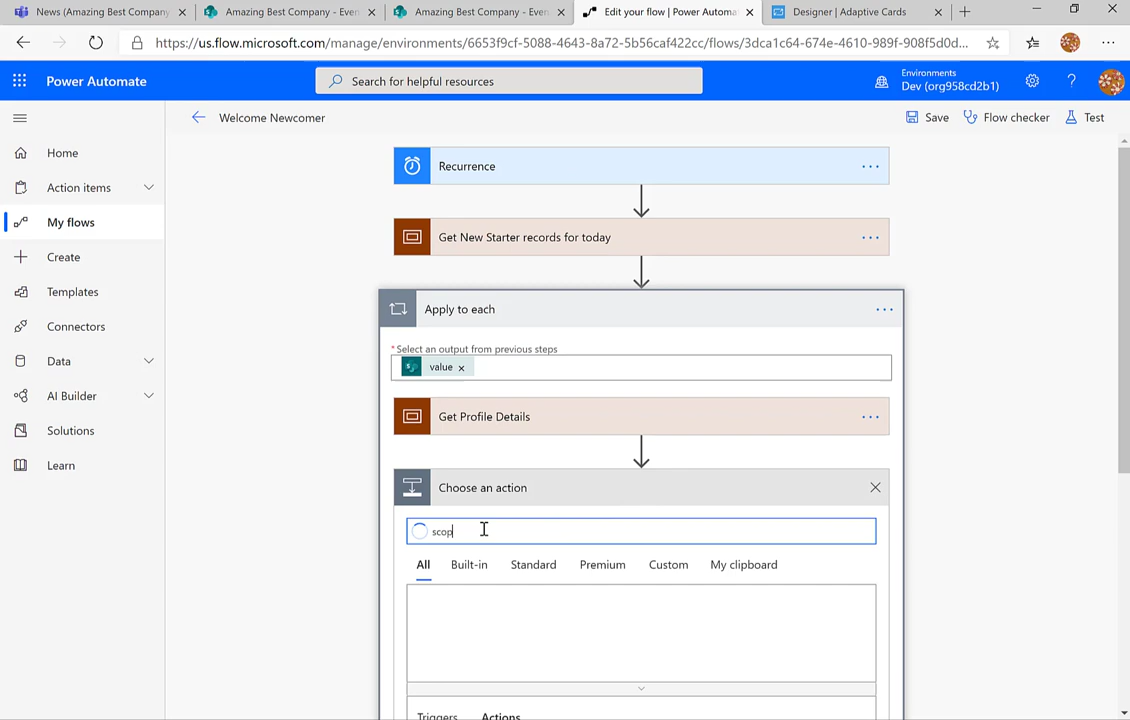 News (Amazing Best Company
Amazing Best Company - Even
Amazing Best Company - Even
Edit your flow | Power Automa
Designer | Adaptive Cards
https://us.flow.microsoft.com/manage/environments/6653f9cf-5088-4643-8a72-5b56caf422cc/flows/3dca1c64-674e-4610-989f-908f5d0d...
Power Automate
Search for helpful resources
Environments
Dev (org958cd2b1)
Welcome Newcomer
Save
Flow checker
Test
Home
Action items
My flows
Create
Templates
Connectors
Data
AI Builder
Solutions
Learn
Recurrence
Get New Starter records for today
Apply to each
* Select an output from previous steps
value
Get Profile Details
Choose an action
scop
All Built-in Standard Premium Custom My clipboard
Triggers Actions